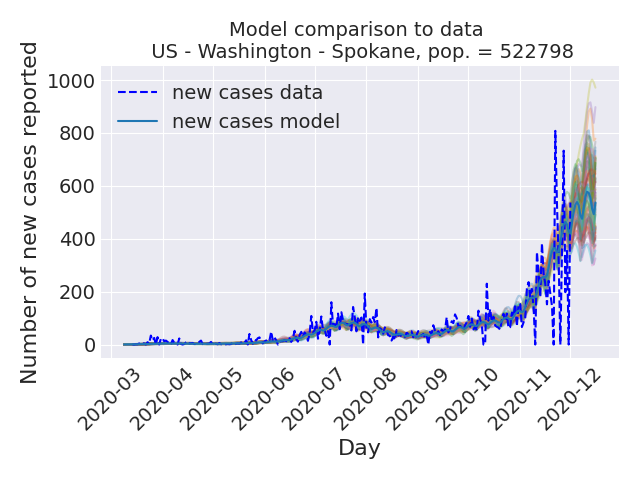 Model comparison to data
US - Washington - Spokane, pop. = 522798
Number of new cases reported
1000
800
600
400
200
0
new cases data
new cases model
2020-03
2020-04
2020-05
2020-06
2020-07
2020-08
2020-09
2020-10
2020-11
2020-12
Day